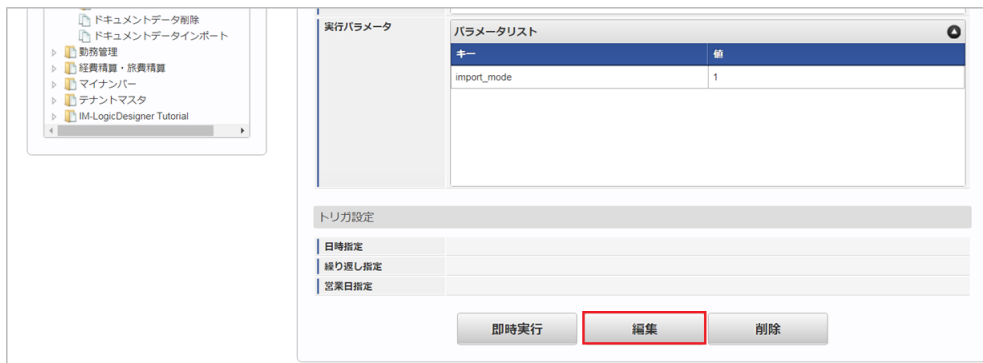 ドキュメントデータ削除
ドキュメントデータインポート
勤務管理
経費精算・旅費精算
マイナンバー
テナントマスタ
IM-LogicDesigner Tutorial
実行パラメータ
パラメータリスト
キー 値
import_mode 1
トリガ設定
日時指定
繰り返し指定
営業日指定
即時実行 編集 削除